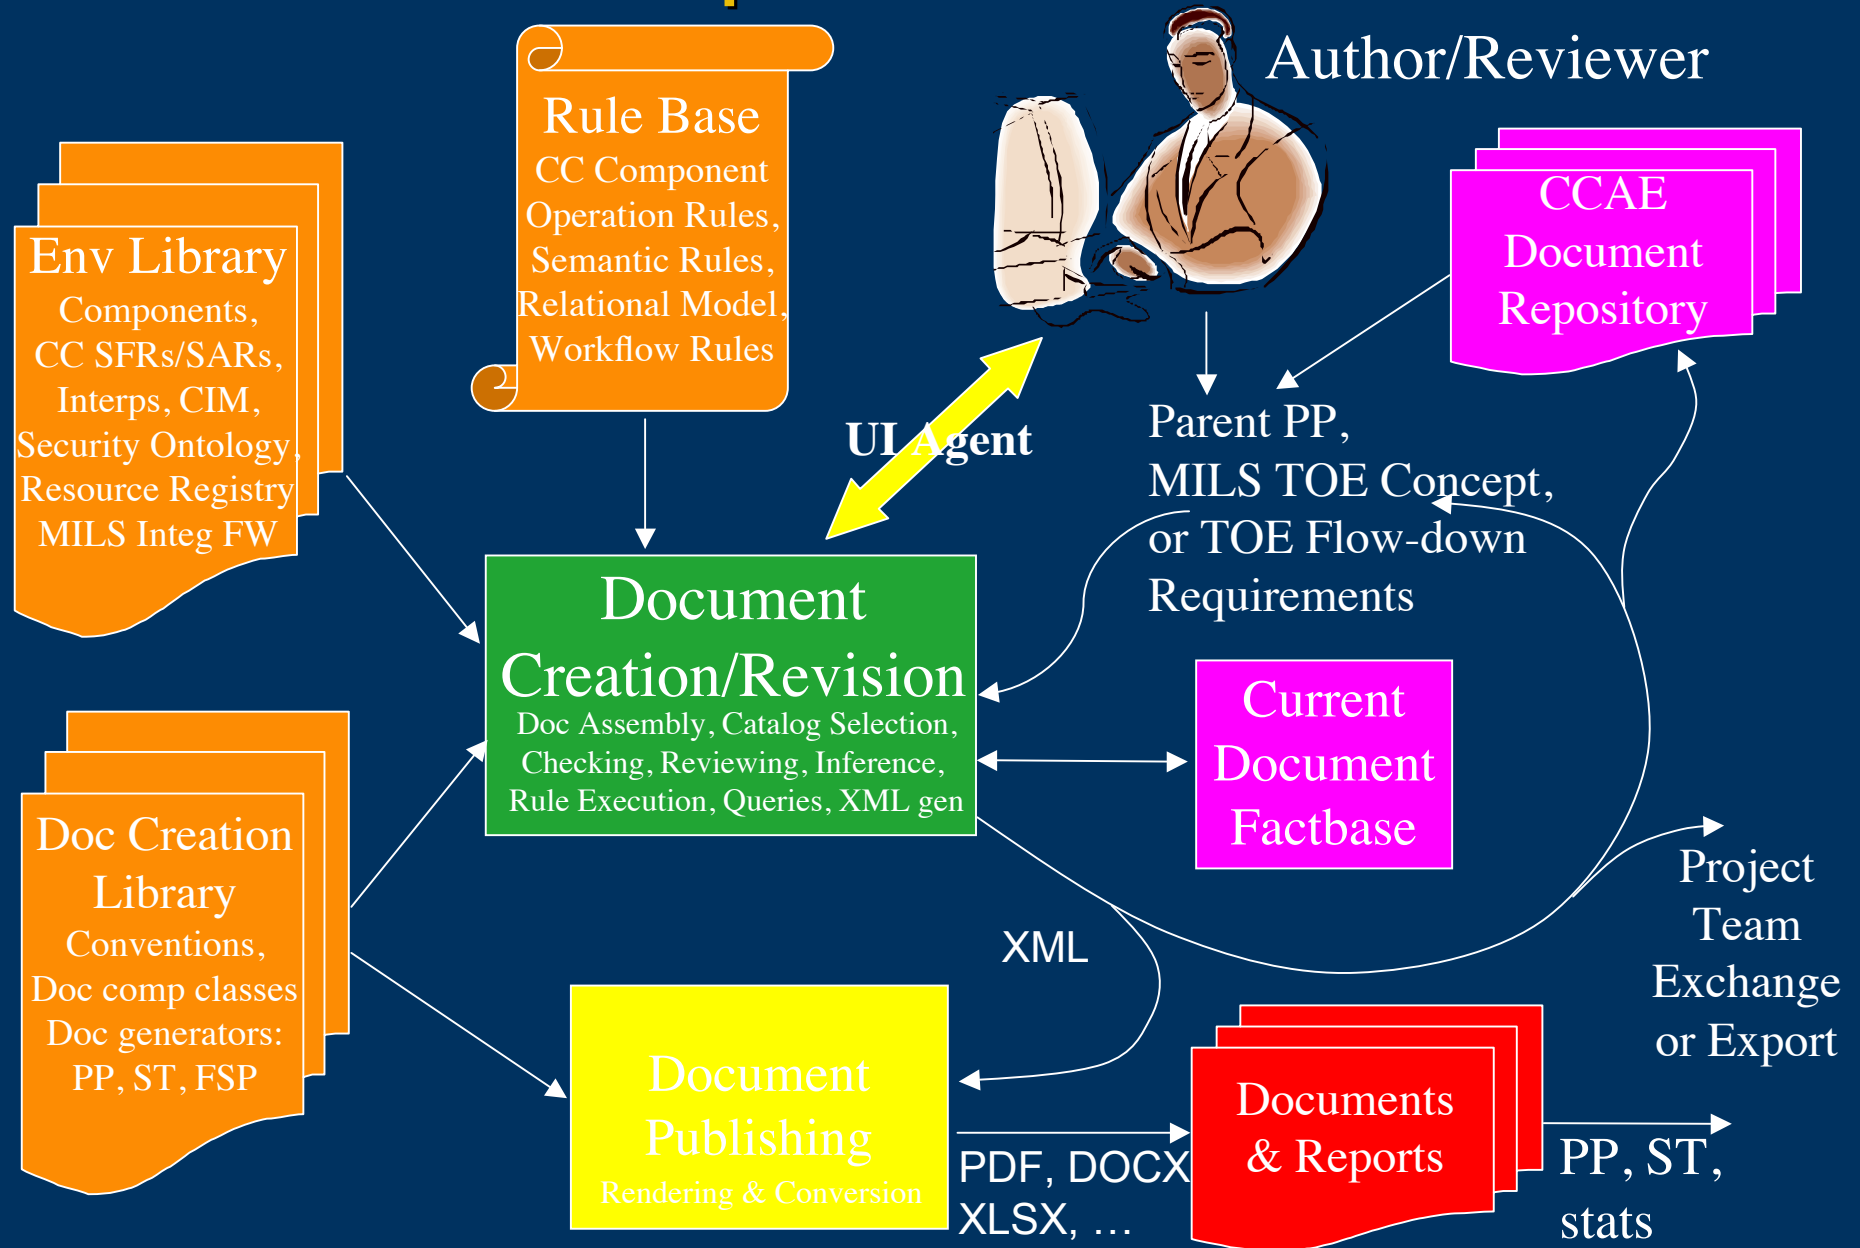 Author/Reviewer
Rule Base
CC Component
Operation Rules,
Semantic Rules,
Relational Model,
Workflow Rules
CCAE
Document
Repository
Env Library
Components,
CC SFRs/SARs,
Interps, CIM,
Security Ontology,
Resource Registry
MILS Integ FW
UI Agent
Parent PP,
MILS TOE Concept,
or TOE Flow-down
Requirements
Document
Creation/Revision
Doc Assembly, Catalog Selection,
Checking, Reviewing, Inference,
Rule Execution, Queries, XML gen
Current
Document
Factbase
Doc Creation
Library
Conventions,
Doc comp classes
Doc generators:
PP, ST, FSP
XML
Project
Team
Exchange
or Export
Document
Publishing
Rendering & Conversion
PDF, DOCX
XLSX, …
Documents
& Reports
PP, ST,
stats